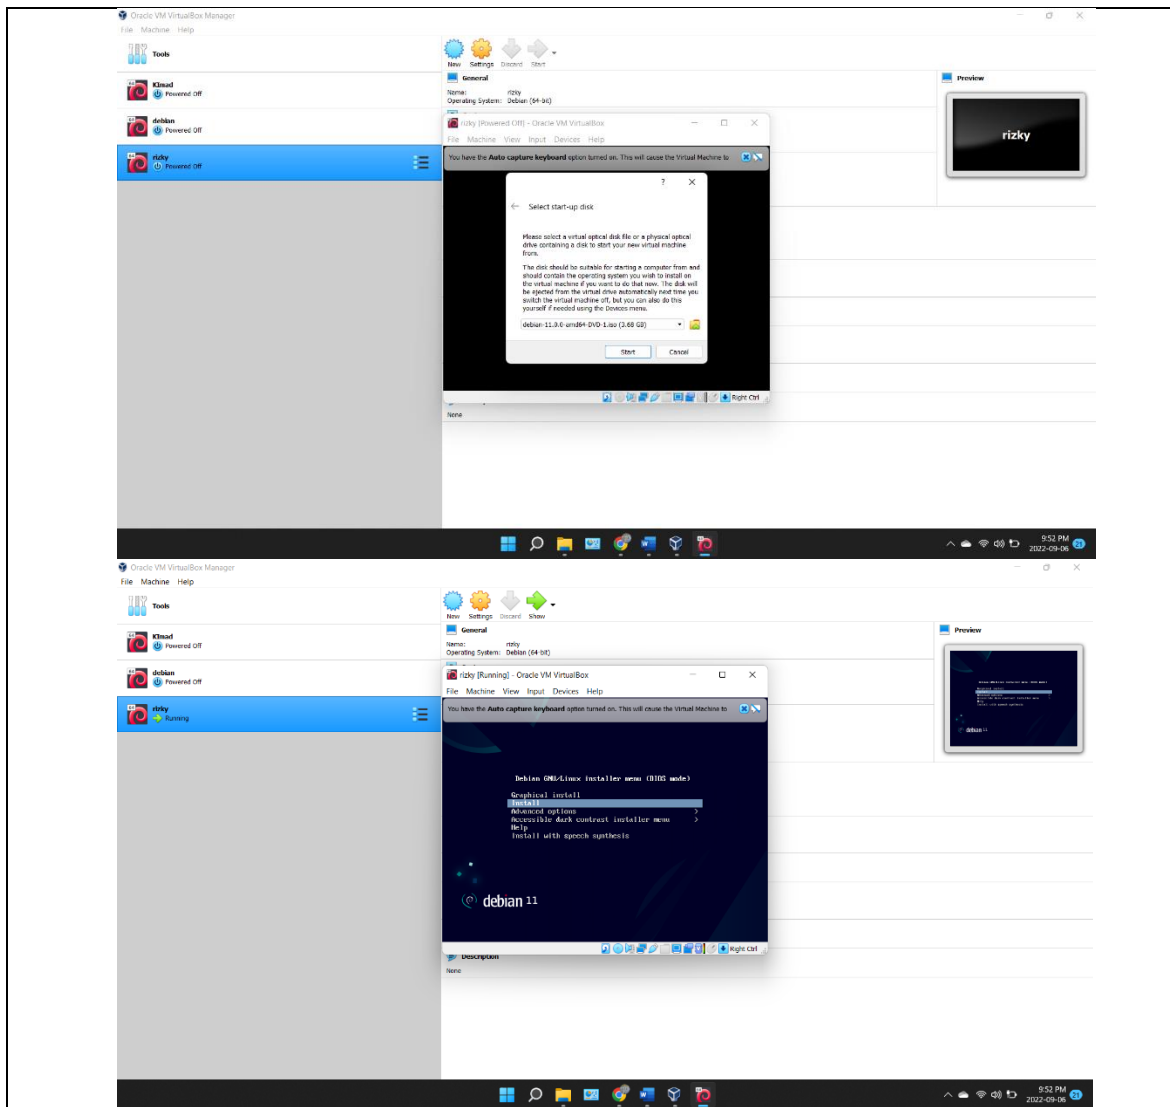 Oracle VM VirtualBox Manager
File Machine Help
Tools
New Settings Discard Start
Klmad
Powered Off
debian
Powered Off
rizky
Powered Off
General
Name: rizky
Operating System: Debian (64-bit)
Preview
rizky
rizky [Powered Off] - Oracle VM VirtualBox
File Machine View Input Devices Help
You have the Auto capture keyboard option turned on. This will cause the Virtual Machine to
Select start-up disk
Please select a virtual optical disk file or a physical optical
drive containing a disk to start your new virtual machine
from.
The disk should be suitable for starting a computer from and
should contain the operating system you wish to install on
the virtual machine if you want to do that now. The disk will
be ejected from the virtual drive automatically next time you
switch the virtual machine off, but you can also do this
yourself if needed using the Devices menu.
debian-11.0.0-amd64-DVD-1.iso (3.68 GB)
Start Cancel
Right Ctrl
None
9:52 PM
2022-09-06
21
Oracle VM VirtualBox Manager
File Machine Help
Tools
New Settings Discard Show
Klmad
Powered Off
debian
Powered Off
rizky
Running
General
Name: rizky
Operating System: Debian (64-bit)
Preview
debian 11
rizky [Running] - Oracle VM VirtualBox
File Machine View Input Devices Help
You have the Auto capture keyboard option turned on. This will cause the Virtual Machine to
Debian GNU/Linux installer menu (BIOS mode)
Graphical install
Install
Advanced options >
Accessible dark contrast installer menu >
Help
Install with speech synthesis
debian 11
Right Ctrl
Description
None
9:52 PM
2022-09-06
21